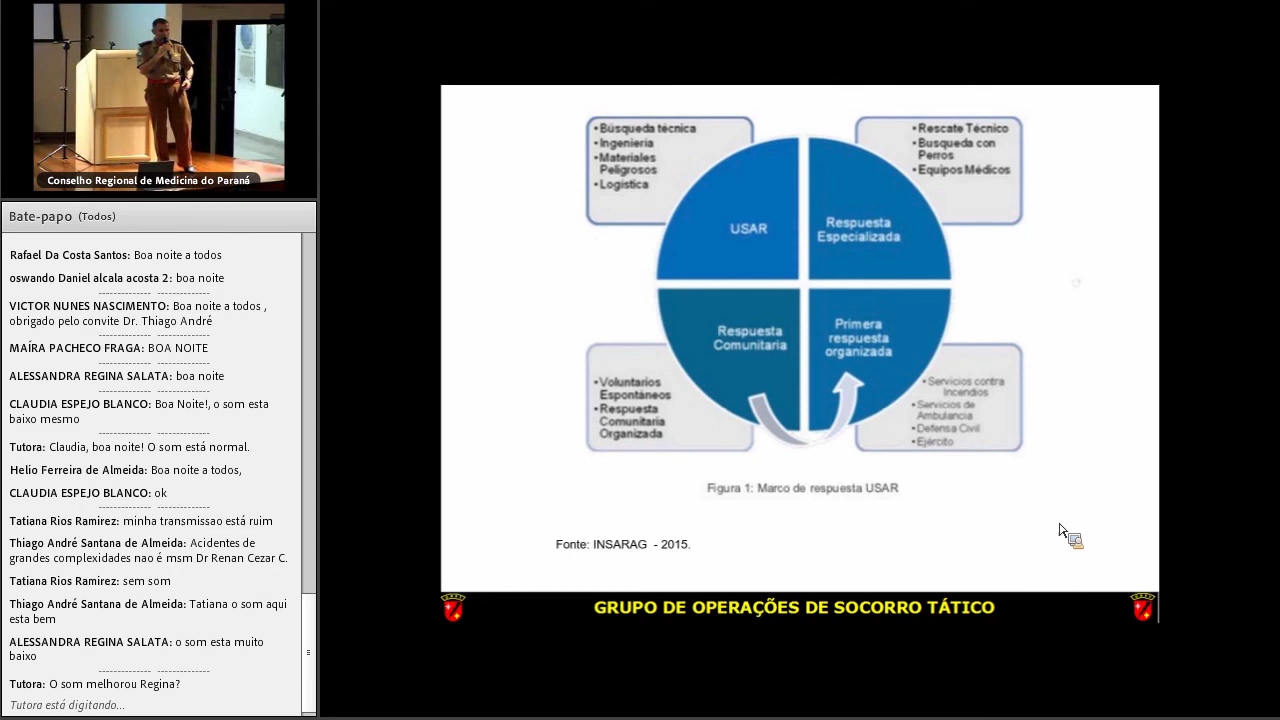 Conselho Regional de Medicina do Paraná
Bate-papo (Todos)
Rafael Da Costa Santos: Boa noite a todos
oswando Daniel alcala acosta 2: boa noite
VICTOR NUNES NASCIMENTO: Boa noite a todos ,
obrigado pelo convite Dr. Thiago André
MAÍRA PACHECO FRAGA: BOA NOITE
ALESSANDRA REGINA SALATA: boa noite
CLAUDIA ESPEJO BLANCO: Boa Noite!, o som esta
baixo mesmo
Tutora: Claudia, boa noite! O som está normal.
Helio Ferreira de Almeida: Boa noite a todos,
CLAUDIA ESPEJO BLANCO: ok
Tatiana Rios Ramirez: minha transmissao está ruim
Thiago André Santana de Almeida: Acidentes de
grandes complexidades nao é msm Dr Renan Cezar C.
Tatiana Rios Ramirez: sem som
Thiago André Santana de Almeida: Tatiana o som aqui
esta bem
ALESSANDRA REGINA SALATA: o som esta muito
baixo
Tutora: O som melhorou Regina?
Tutora está digitando...
• Búsqueda técnica
• Ingenieria
• Materiales
Peligrosos
• Logística
• Rescate Técnico
• Busqueda con
Perros
• Equipos Médicos
USAR
Respuesta
Especializada
Respuesta
Comunitaria
Primera
respuesta
organizada
• Voluntarios
Espontáneos
• Respuesta
Comunitaria
Organizada
• Servicios contra
Incendios
• Servicios de
Ambulancia
• Defensa Civil
• Ejército
Figura 1: Marco de respuesta USAR
Fonte: INSARAG - 2015.
GRUPO DE OPERAÇÕES DE SOCORRO TÁTICO